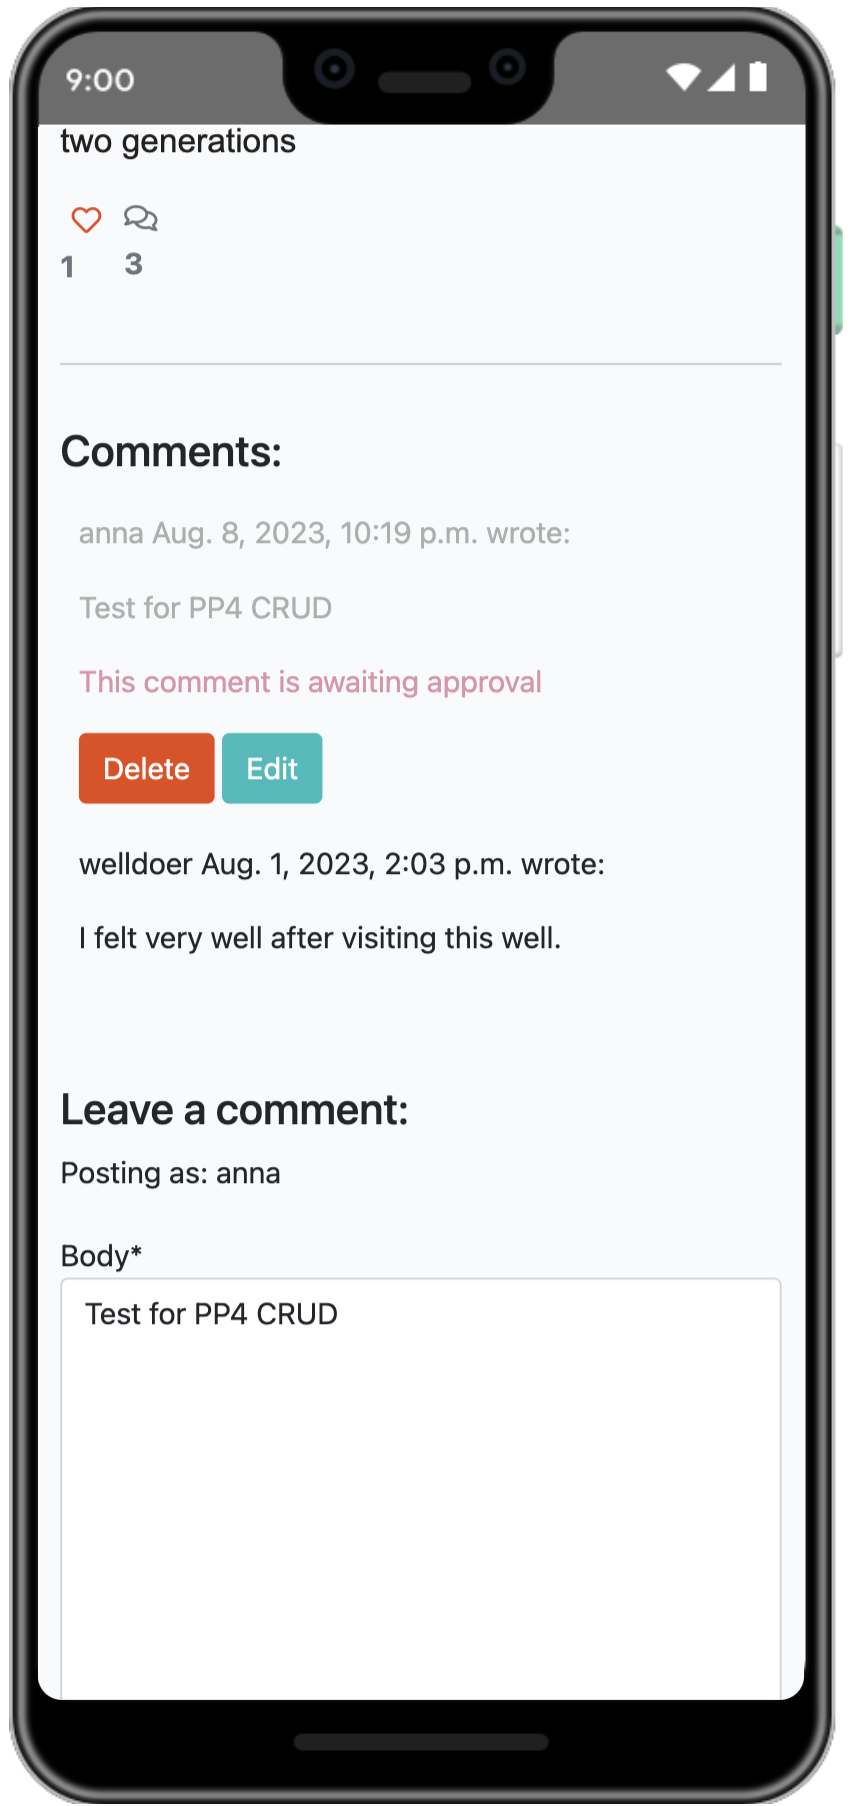 9:00
two generations
1 3
Comments:
anna Aug. 8, 2023, 10:19 p.m. wrote:
Test for PP4 CRUD
This comment is awaiting approval
Delete Edit
welldoer Aug. 1, 2023, 2:03 p.m. wrote:
I felt very well after visiting this well.
Leave a comment:
Posting as: anna
Body*
Test for PP4 CRUD